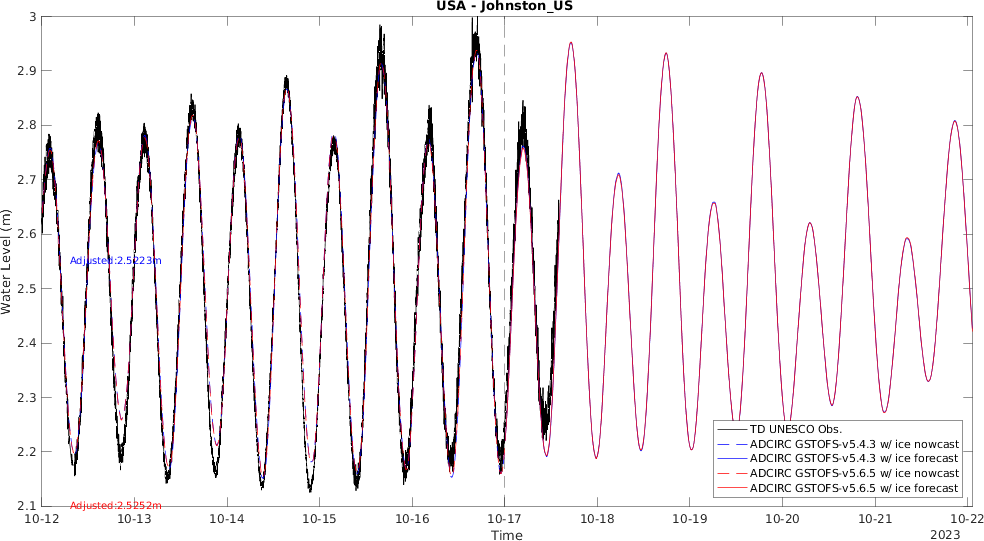 USA - Johnston_US
3
2.9
2.8
2.7
2.6
2.5
2.4
2.3
2.2
2.1
Water Level (m)
Adjusted:2.5223m
Adjusted:2.5252m
TD UNESCO Obs.
ADCIRC GSTOFS-v5.4.3 w/ ice nowcast
ADCIRC GSTOFS-v5.4.3 w/ ice forecast
ADCIRC GSTOFS-v5.6.5 w/ ice nowcast
ADCIRC GSTOFS-v5.6.5 w/ ice forecast
10-12 10-13 10-14 10-15 10-16 10-17 10-18 10-19 10-20 10-21 10-22
Time
2023